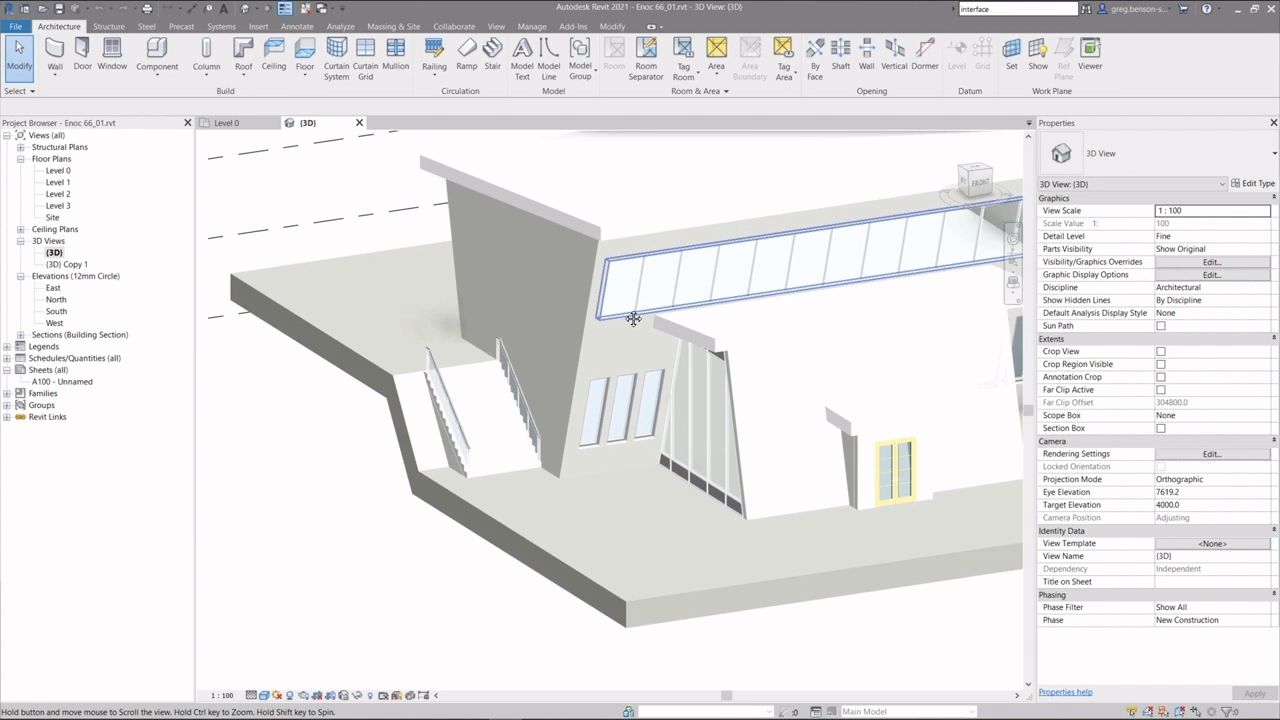 Autodesk Revit 2021 - Enoc 66_01.rvt - 3D View: {3D}
interface
greg.benson-s...
File Architecture Structure Steel Precast Systems Insert Annotate Analyze Massing & Site Collaborate View Manage Add-Ins Modify
Modify Wall Door Window Component Column Roof Ceiling Floor Curtain System Curtain Grid Mullion Railing Ramp Stair Model Text Model Line Model Group Room Room Separator Tag Room Area Area Boundary Tag Area By Face Shaft Wall Vertical Dormer Level Grid Set Show Ref Plane Viewer
Select Build Circulation Model Room & Area Opening Datum Work Plane
Project Browser - Enoc 66_01.rvt
Level 0
{3D}
Properties
Views (all)
Structural Plans
Floor Plans
Level 0
Level 1
Level 2
Level 3
Site
Ceiling Plans
3D Views
{3D}
{3D} Copy 1
Elevations (12mm Circle)
East
North
South
West
Sections (Building Section)
Legends
Schedules/Quantities (all)
Sheets (all)
A100 - Unnamed
Families
Groups
Revit Links
FRONT
3D View
3D View: {3D} Edit Type
Graphics
View Scale 1 : 100
Scale Value 1: 100
Detail Level Fine
Parts Visibility Show Original
Visibility/Graphics Overrides Edit...
Graphic Display Options Edit...
Discipline Architectural
Show Hidden Lines By Discipline
Default Analysis Display Style None
Sun Path
Extents
Crop View
Crop Region Visible
Annotation Crop
Far Clip Active
Far Clip Offset 304800.0
Scope Box None
Section Box
Camera
Rendering Settings Edit...
Locked Orientation
Projection Mode Orthographic
Eye Elevation 7619.2
Target Elevation 4000.0
Camera Position Adjusting
Identity Data
View Template <None>
View Name {3D}
Dependency Independent
Title on Sheet
Phasing
Phase Filter Show All
Phase New Construction
Properties help Apply
1 : 100
Hold button and move mouse to Scroll the view. Hold Ctrl key to Zoom. Hold Shift key to Spin.
:0 Main Model :0